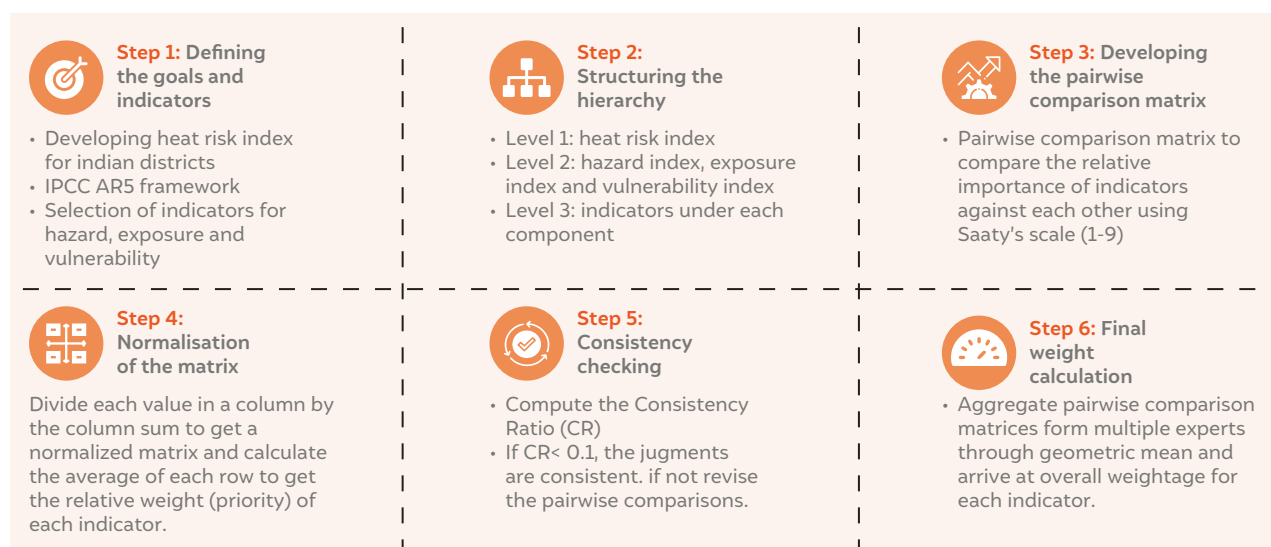 Step 1: Defining
the goals and
indicators
• Developing heat risk index
for indian districts
• IPCC AR5 framework
• Selection of indicators for
hazard, exposure and
vulnerability
Step 2:
Structuring the
hierarchy
• Level 1: heat risk index
• Level 2: hazard index, exposure
index and vulnerability index
• Level 3: indicators under each
component
Step 3: Developing
the pairwise
comparison matrix
• Pairwise comparison matrix to
compare the relative
importance of indicators
against each other using
Saaty's scale (1-9)
Step 4:
Normalisation
of the matrix
Divide each value in a column by
the column sum to get a
normalized matrix and calculate
the average of each row to get
the relative weight (priority) of
each indicator.
Step 5:
Consistency
checking
• Compute the Consistency
Ratio (CR)
• If CR< 0.1, the jugments
are consistent. if not revise
the pairwise comparisons.
Step 6: Final
weight
calculation
• Aggregate pairwise comparison
matrices form multiple experts
through geometric mean and
arrive at overall weightage for
each indicator.